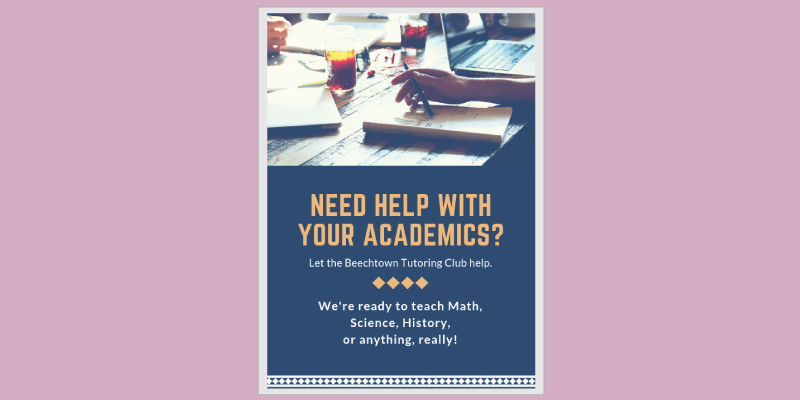 NEED HELP WITH
YOUR ACADEMICS?
Let the Beechtown Tutoring Club help.
We're ready to teach Math,
Science, History,
or anything, really!